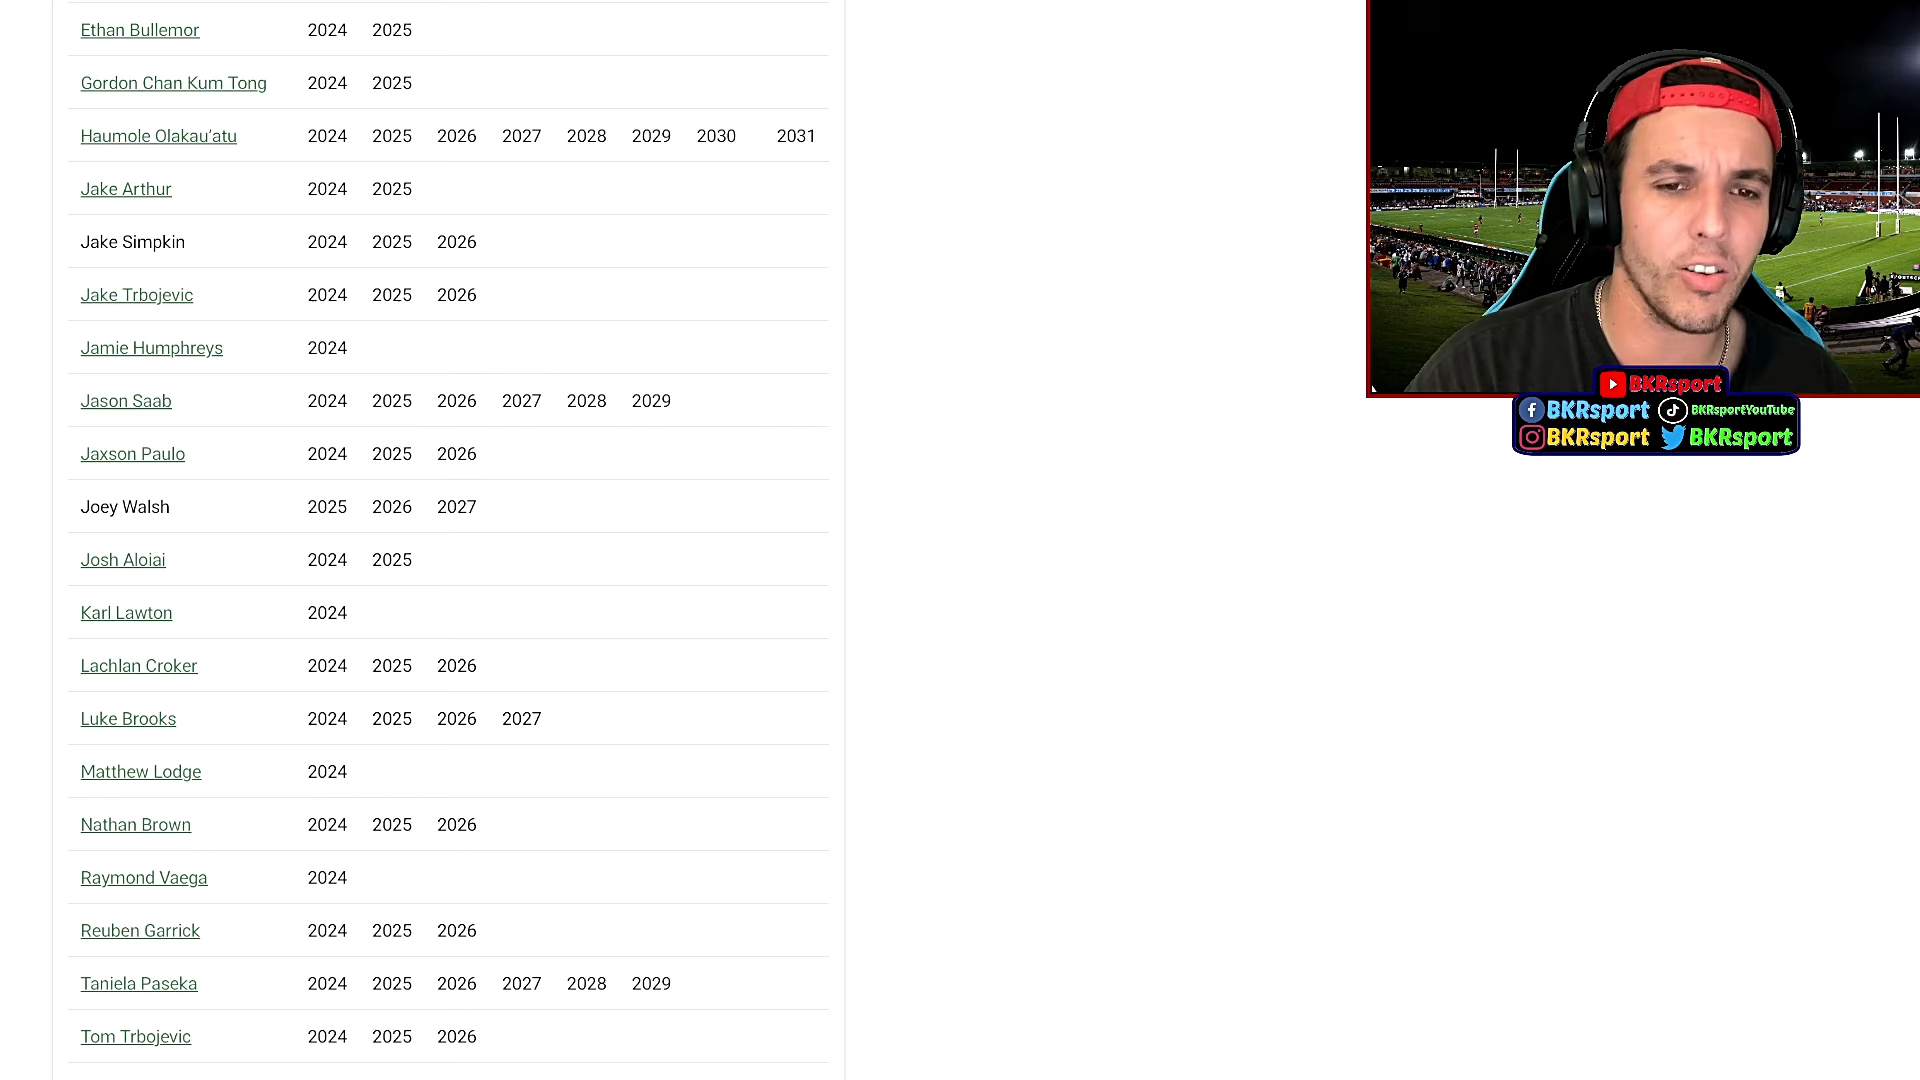 Ethan Bullemor 2024 2025
Gordon Chan Kum Tong 2024 2025
Haumole Olakau’atu 2024 2025 2026 2027 2028 2029 2030 2031
Jake Arthur 2024 2025
Jake Simpkin 2024 2025 2026
Jake Trbojevic 2024 2025 2026
Jamie Humphreys 2024
Jason Saab 2024 2025 2026 2027 2028 2029
Jaxson Paulo 2024 2025 2026
Joey Walsh 2025 2026 2027
Josh Aloiai 2024 2025
Karl Lawton 2024
Lachlan Croker 2024 2025 2026
Luke Brooks 2024 2025 2026 2027
Matthew Lodge 2024
Nathan Brown 2024 2025 2026
Raymond Vaega 2024
Reuben Garrick 2024 2025 2026
Taniela Paseka 2024 2025 2026 2027 2028 2029
Tom Trbojevic 2024 2025 2026
BKRsport
BKRsport BKRsportYouTube
BKRsport BKRsport